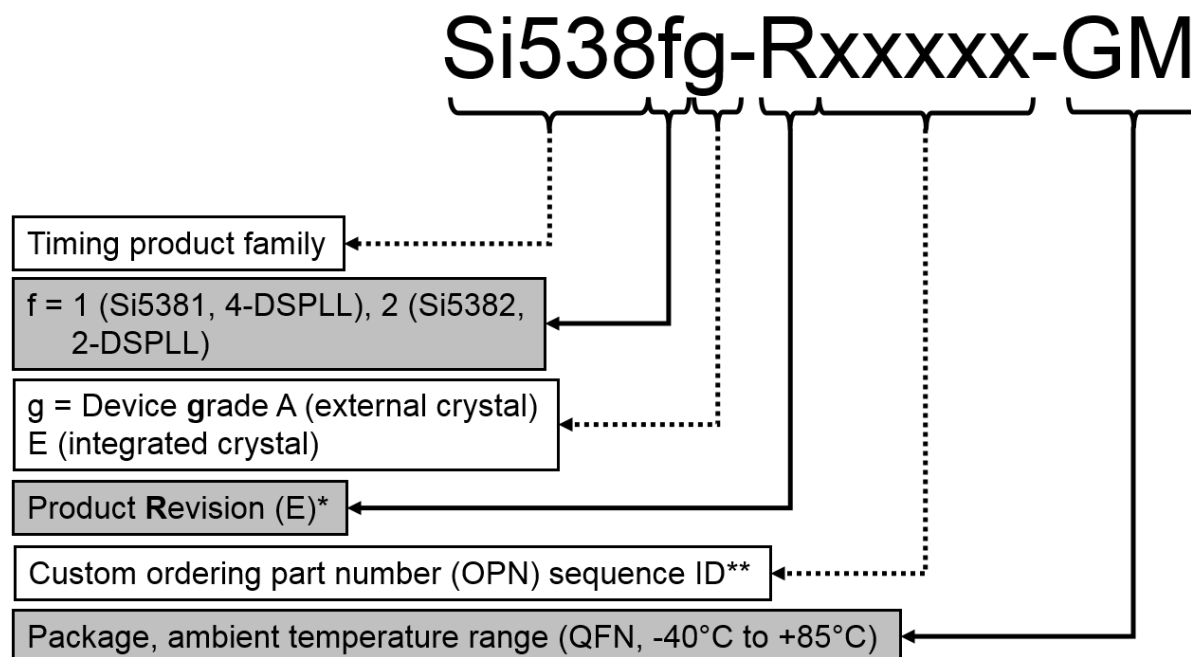 Si538fg-Rxxxxx-GM
Timing product family
f = 1 (Si5381, 4-DSPLL), 2 (Si5382,
2-DSPLL)
g = Device grade A (external crystal)
E (integrated crystal)
Product Revision (E)*
Custom ordering part number (OPN) sequence ID**
Package, ambient temperature range (QFN, -40°C to +85°C)